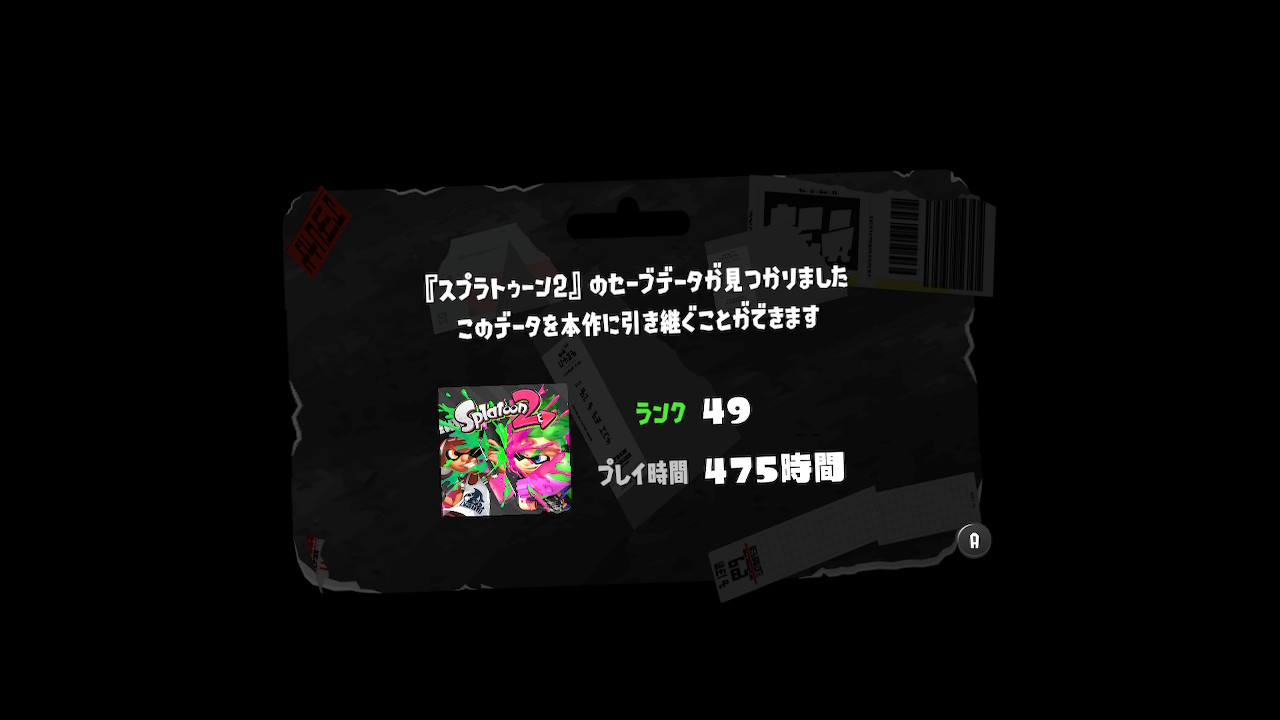 『スプラトゥーン2』のセーブデータが見つかりました
このデータを本作に引き継ぐことができます
Splatoon 2
ランク 49
プレイ時間 475時間
A